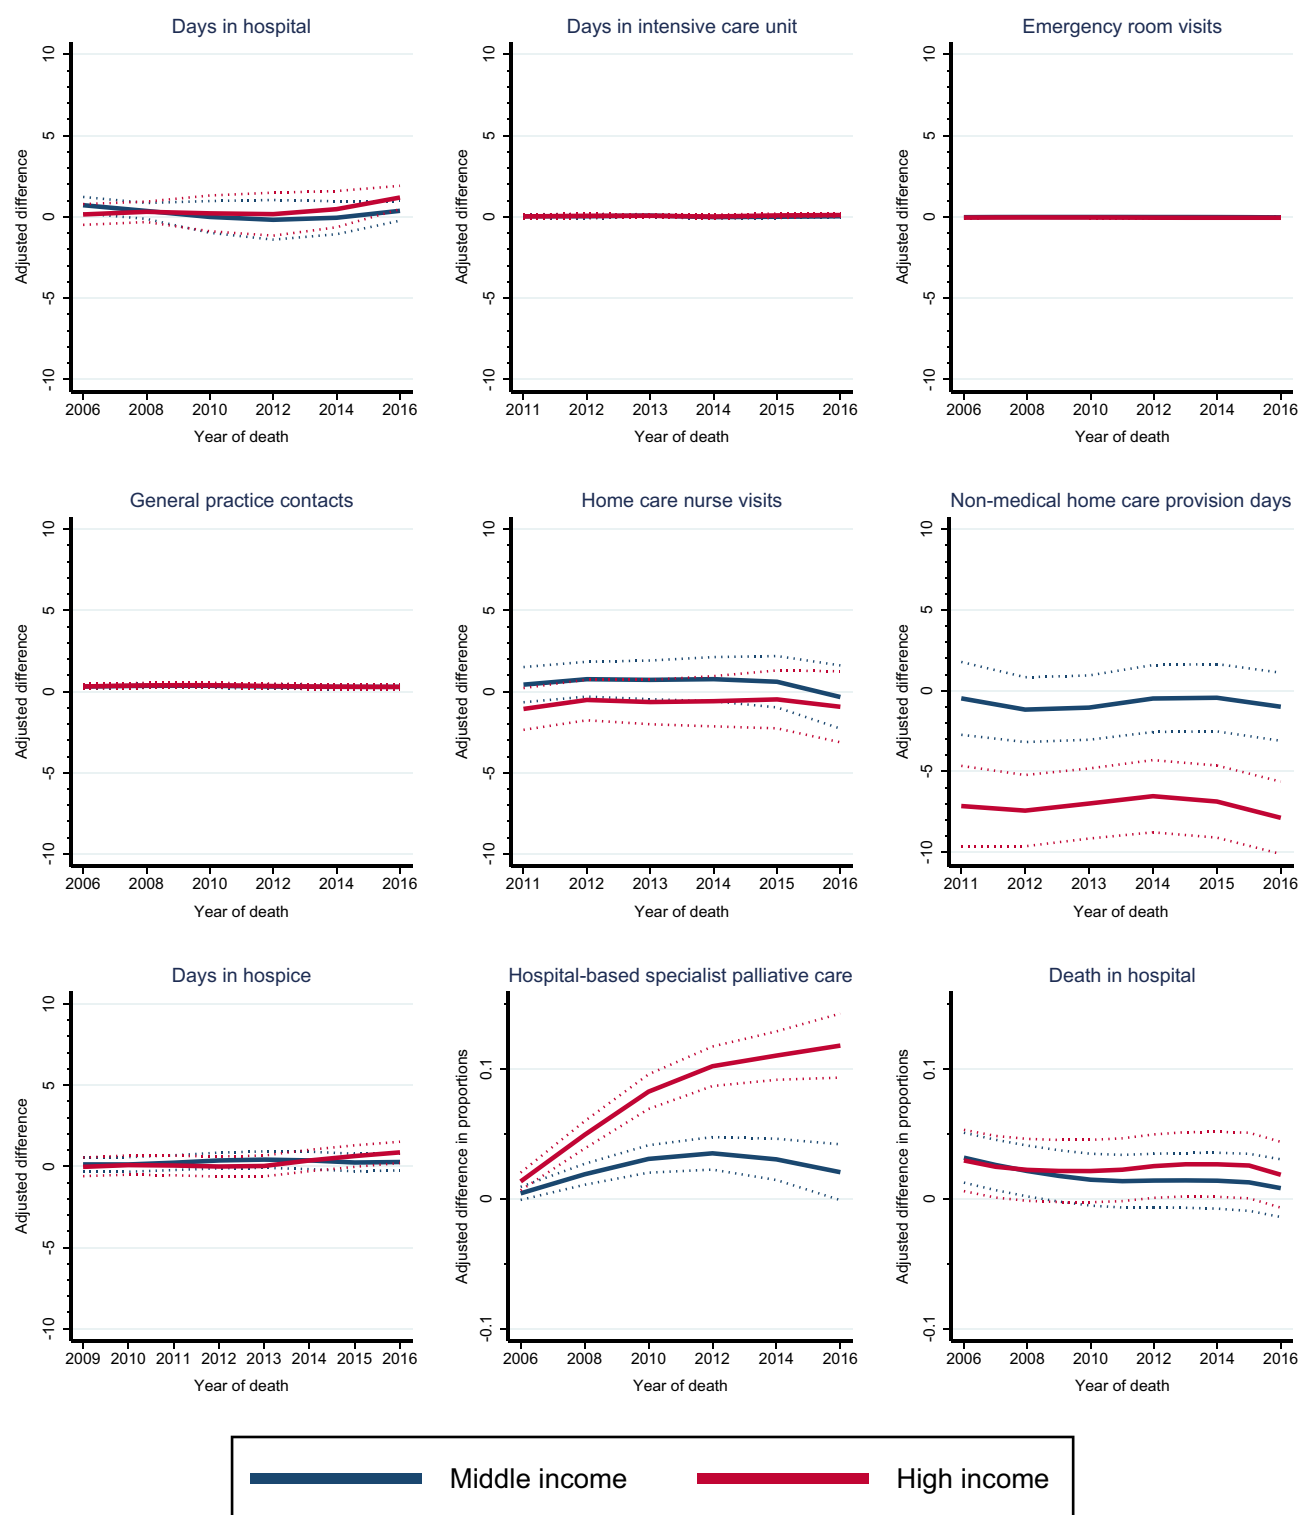 Days in hospital
Adjusted difference
10
5
0
-5
-10
2006 2008 2010 2012 2014 2016
Year of death
Days in intensive care unit
Adjusted difference
10
5
0
-5
-10
2011 2012 2013 2014 2015 2016
Year of death
Emergency room visits
Adjusted difference
10
5
0
-5
-10
2006 2008 2010 2012 2014 2016
Year of death
General practice contacts
Adjusted difference
10
5
0
-5
-10
2006 2008 2010 2012 2014 2016
Year of death
Home care nurse visits
Adjusted difference
10
5
0
-5
-10
2011 2012 2013 2014 2015 2016
Year of death
Non-medical home care provision days
Adjusted difference
10
5
0
-5
-10
2011 2012 2013 2014 2015 2016
Year of death
Days in hospice
Adjusted difference
10
5
0
-5
-10
2009 2010 2011 2012 2013 2014 2015 2016
Year of death
Hospital-based specialist palliative care
Adjusted difference in proportions
0.1
0
-0.1
2006 2008 2010 2012 2014 2016
Year of death
Death in hospital
Adjusted difference in proportions
0.1
0
-0.1
2006 2008 2010 2012 2014 2016
Year of death
Middle income
High income